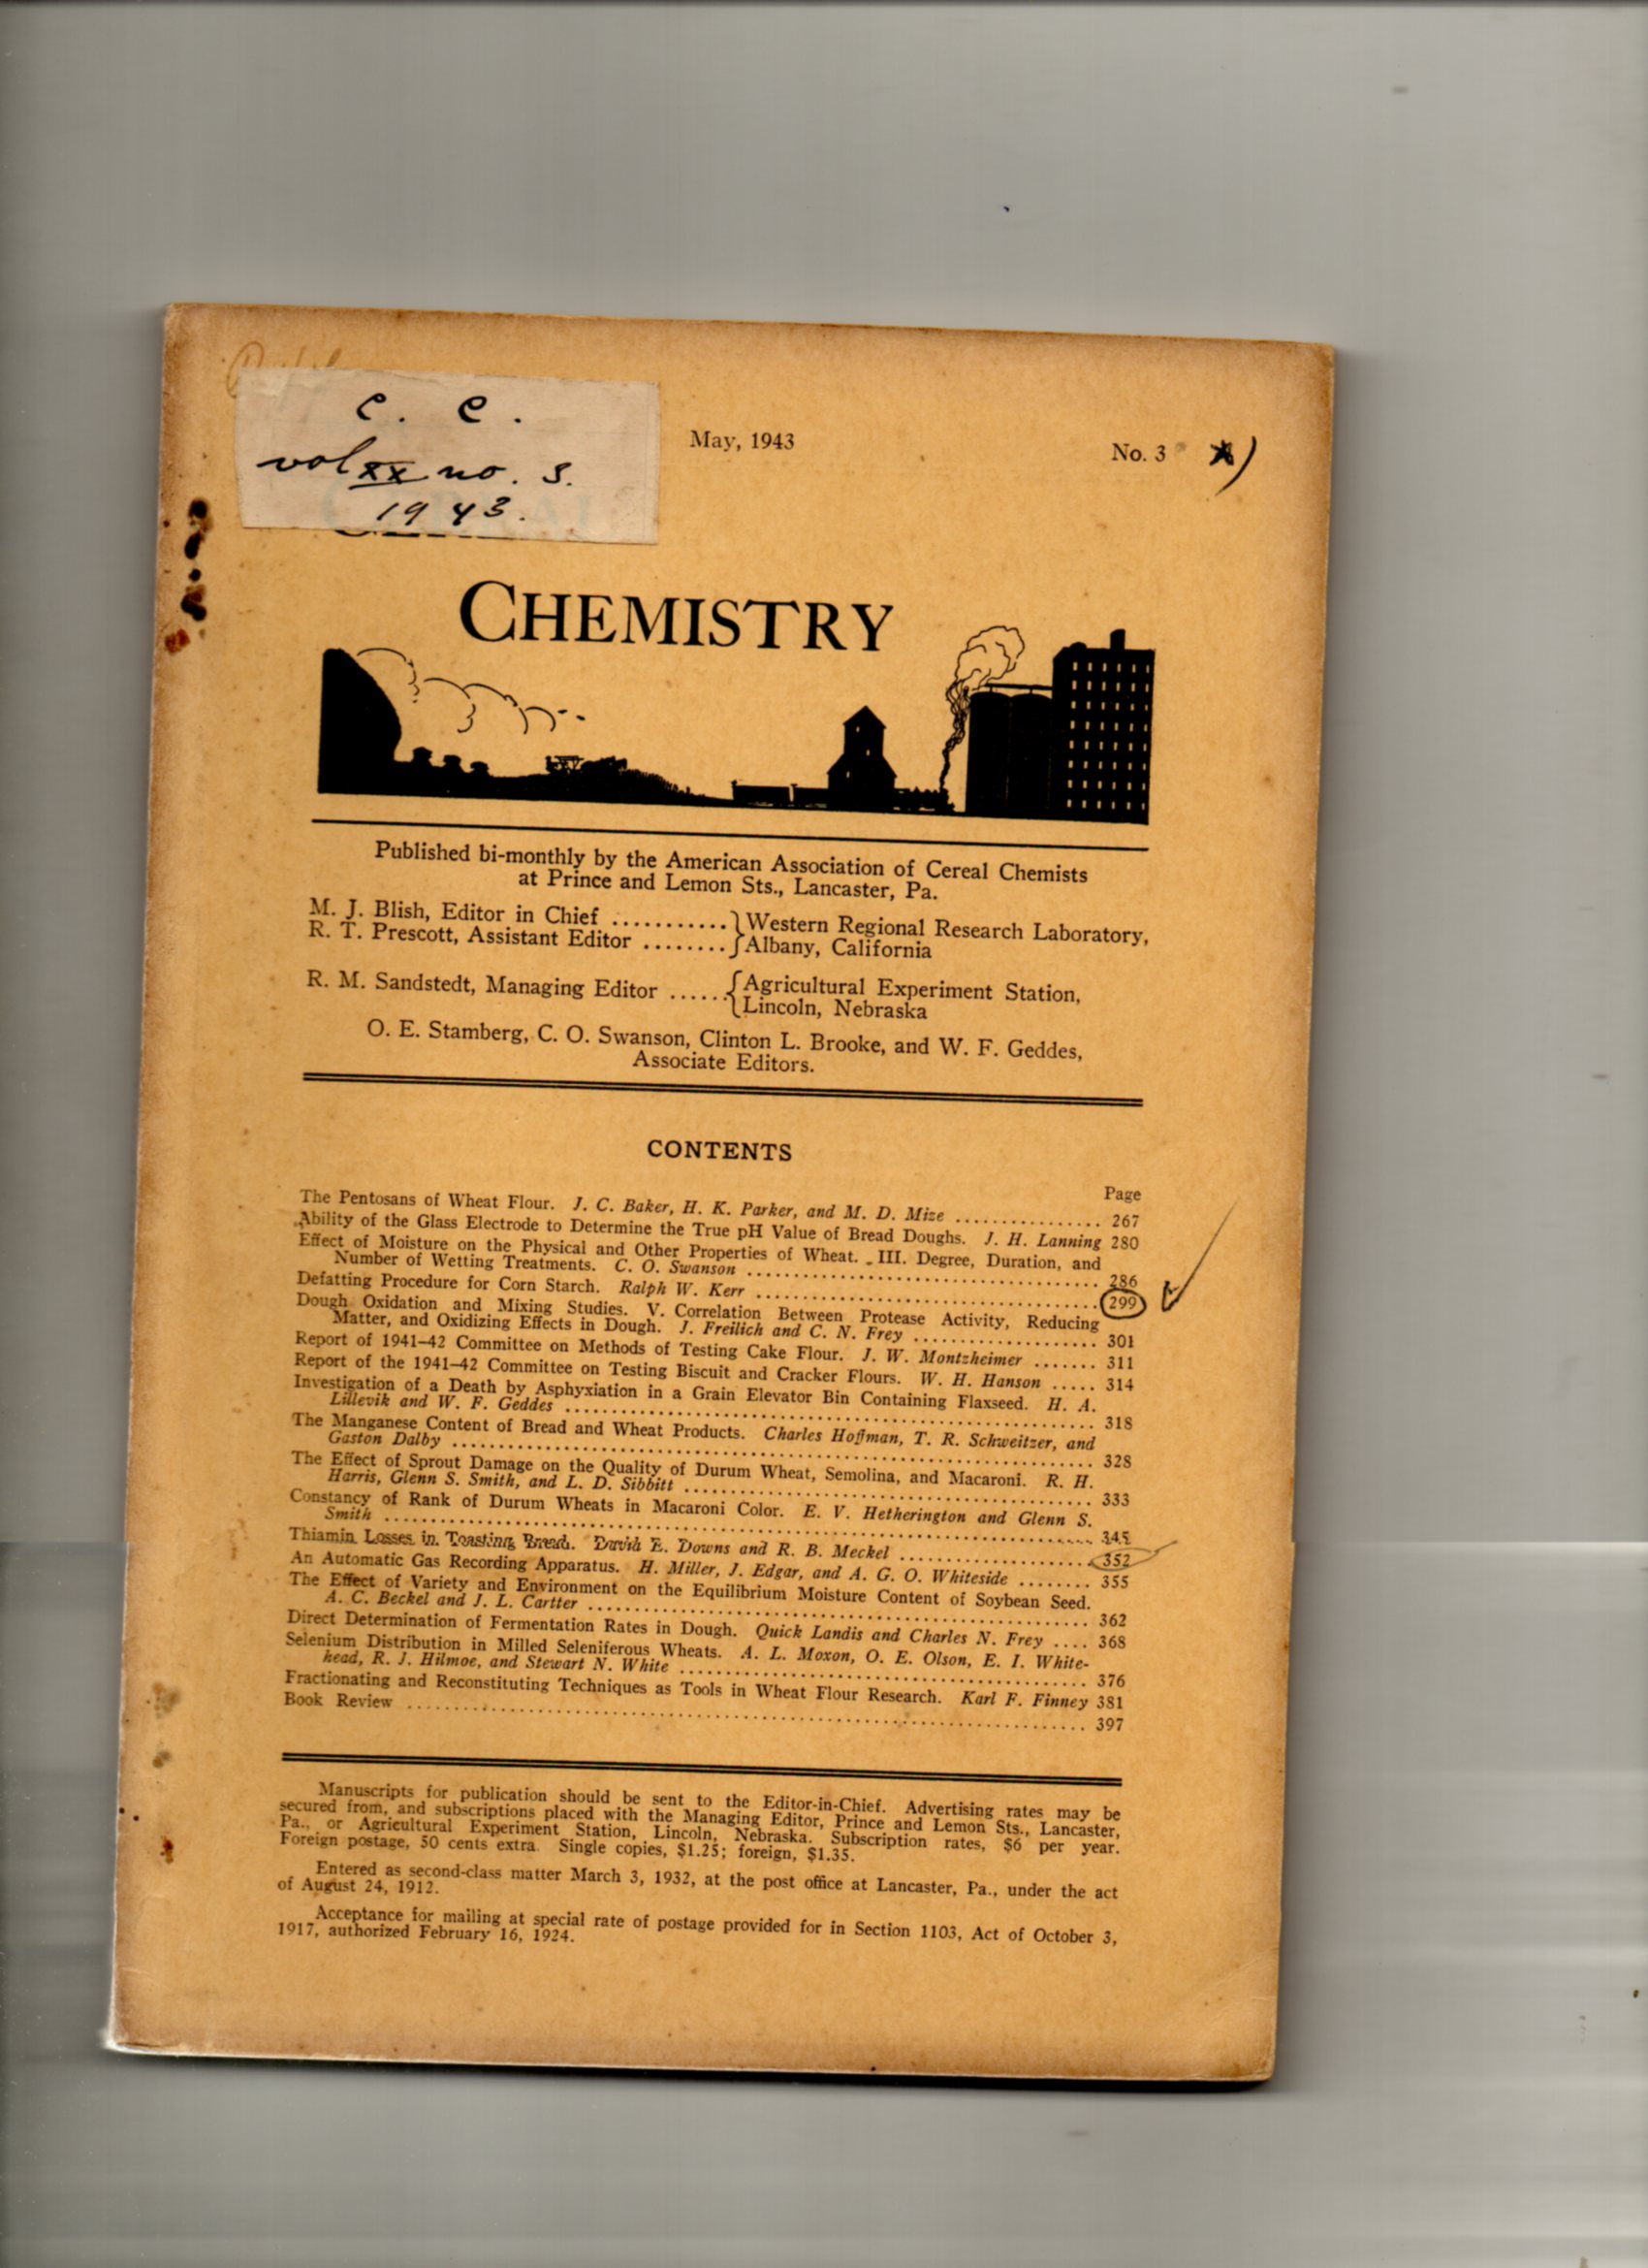 C. C.
vol XX no. 3.
1943.
May, 1943
No. 3
CHEMISTRY
Published bi-monthly by the American Association of Cereal Chemists
at Prince and Lemon Sts., Lancaster, Pa.
M. J. Blish, Editor in Chief ........... } Western Regional Research Laboratory,
R. T. Prescott, Assistant Editor ........ } Albany, California
R. M. Sandstedt, Managing Editor ...... { Agricultural Experiment Station,
Lincoln, Nebraska
O. E. Stamberg, C. O. Swanson, Clinton L. Brooke, and W. F. Geddes,
Associate Editors.
CONTENTS
Page
The Pentosans of Wheat Flour. J. C. Baker, H. K. Parker, and M. D. Mize ................ 267
Ability of the Glass Electrode to Determine the True pH Value of Bread Doughs. J. H. Lanning 280
Effect of Moisture on the Physical and Other Properties of Wheat. III. Degree, Duration, and
Number of Wetting Treatments. C. O. Swanson ........ 286
Defatting Procedure for Corn Starch. Ralph W. Kerr ........ 299
Dough Oxidation and Mixing Studies. V. Correlation Between Protease Activity, Reducing
Matter, and Oxidizing Effects in Dough. J. Freilich and C. N. Frey ........ 301
Report of 1941–42 Committee on Methods of Testing Cake Flour. J. W. Montzheimer ....... 311
Report of the 1941–42 Committee on Testing Biscuit and Cracker Flours. W. H. Hanson ..... 314
Investigation of a Death by Asphyxiation in a Grain Elevator Bin Containing Flaxseed. H. A.
Lillevik and W. F. Geddes ........ 318
The Manganese Content of Bread and Wheat Products. Charles Hoffman, T. R. Schweitzer, and
Gaston Dalby ........ 328
The Effect of Sprout Damage on the Quality of Durum Wheat, Semolina, and Macaroni. R. H.
Harris, Glenn S. Smith, and L. D. Sibbitt ........ 333
Constancy of Rank of Durum Wheats in Macaroni Color. E. V. Hetherington and Glenn S.
Smith ........ 345
Thiamin Losses in Toasting Bread. David E. Downs and R. B. Meckel ........ 352
An Automatic Gas Recording Apparatus. H. Miller, J. Edgar, and A. G. O. Whiteside ........ 355
The Effect of Variety and Environment on the Equilibrium Moisture Content of Soybean Seed.
A. C. Beckel and J. L. Cartter ........ 362
Direct Determination of Fermentation Rates in Dough. Quick Landis and Charles N. Frey .... 368
Selenium Distribution in Milled Seleniferous Wheats. A. L. Moxon, O. E. Olson, E. I. White-
head, R. J. Hilmoe, and Stewart N. White ........ 376
Fractionating and Reconstituting Techniques as Tools in Wheat Flour Research. Karl F. Finney 381
Book Review ........ 397
Manuscripts for publication should be sent to the Editor-in-Chief. Advertising rates may be
secured from, and subscriptions placed with the Managing Editor, Prince and Lemon Sts., Lancaster,
Pa., or Agricultural Experiment Station, Lincoln, Nebraska. Subscription rates, $6 per year.
Foreign postage, 50 cents extra. Single copies, $1.25; foreign, $1.35.
Entered as second-class matter March 3, 1932, at the post office at Lancaster, Pa., under the act
of August 24, 1912.
Acceptance for mailing at special rate of postage provided for in Section 1103, Act of October 3,
1917, authorized February 16, 1924.